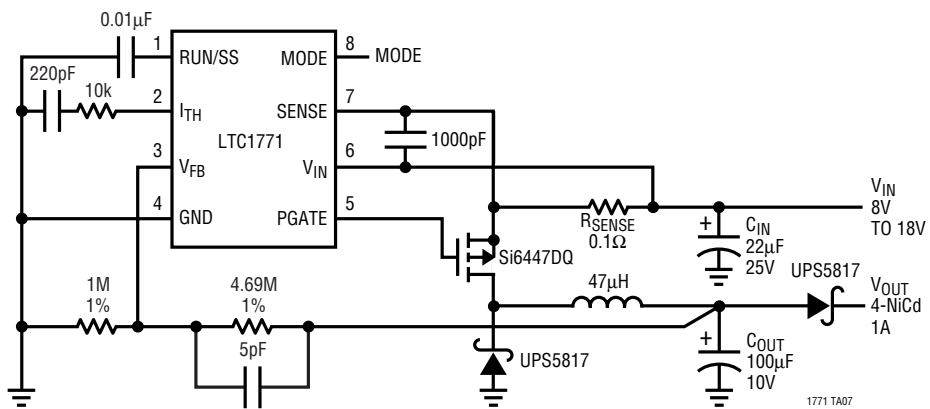 0.01µF
1
RUN/SS
MODE
8
MODE
220pF
10k
2
ITH
SENSE
7
LTC1771
1000pF
3
VFB
VIN
6
4
GND
PGATE
5
RSENSE
0.1Ω
VIN
8V
TO 18V
+
CIN
22µF
25V
Si6447DQ
1M
1%
4.69M
1%
47µH
UPS5817
VOUT
4-NiCd
1A
5pF
UPS5817
+
COUT
100µF
10V
1771 TA07